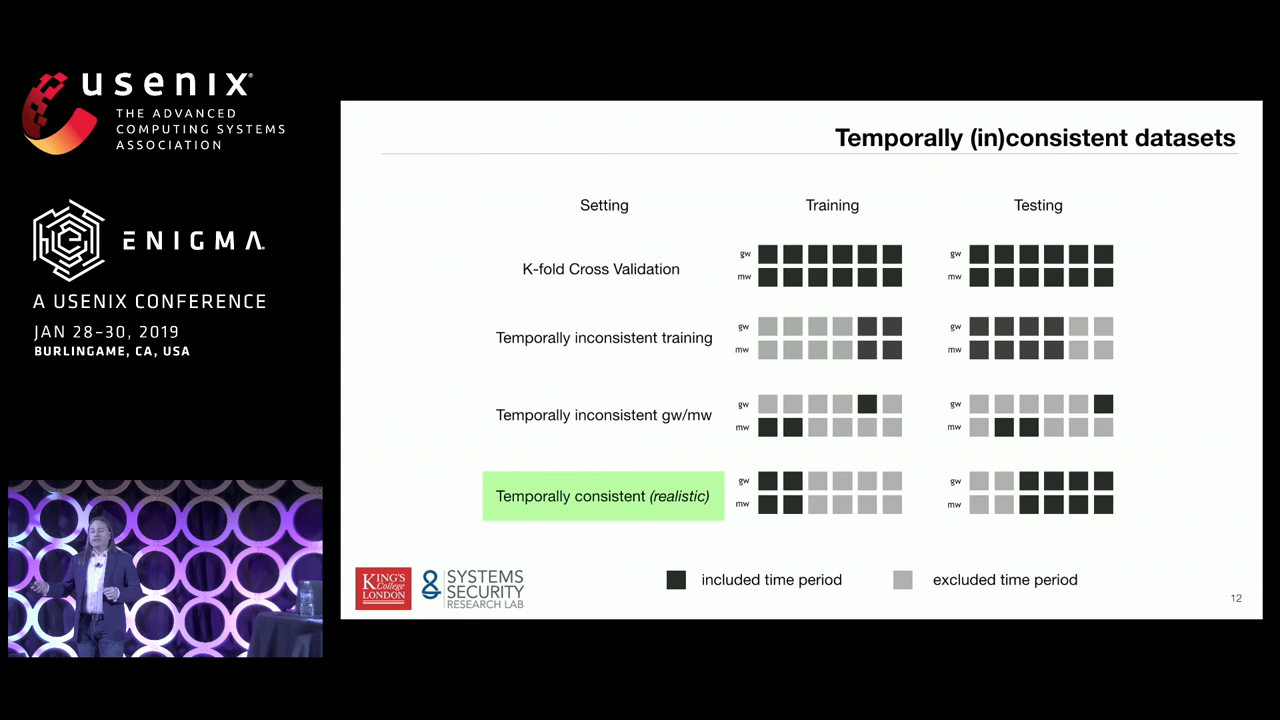 usenix®
THE ADVANCED
COMPUTING SYSTEMS
ASSOCIATION
ENIGMA
A USENIX CONFERENCE
JAN 28–30, 2019
BURLINGAME, CA, USA
Temporally (in)consistent datasets
Setting Training Testing
gw gw
K-fold Cross Validation
mw mw
gw gw
Temporally inconsistent training
mw mw
gw gw
Temporally inconsistent gw/mw
mw mw
gw gw
Temporally consistent (realistic)
mw mw
included time period excluded time period
KING'S
College
LONDON
SYSTEMS
SECURITY
RESEARCH LAB
12